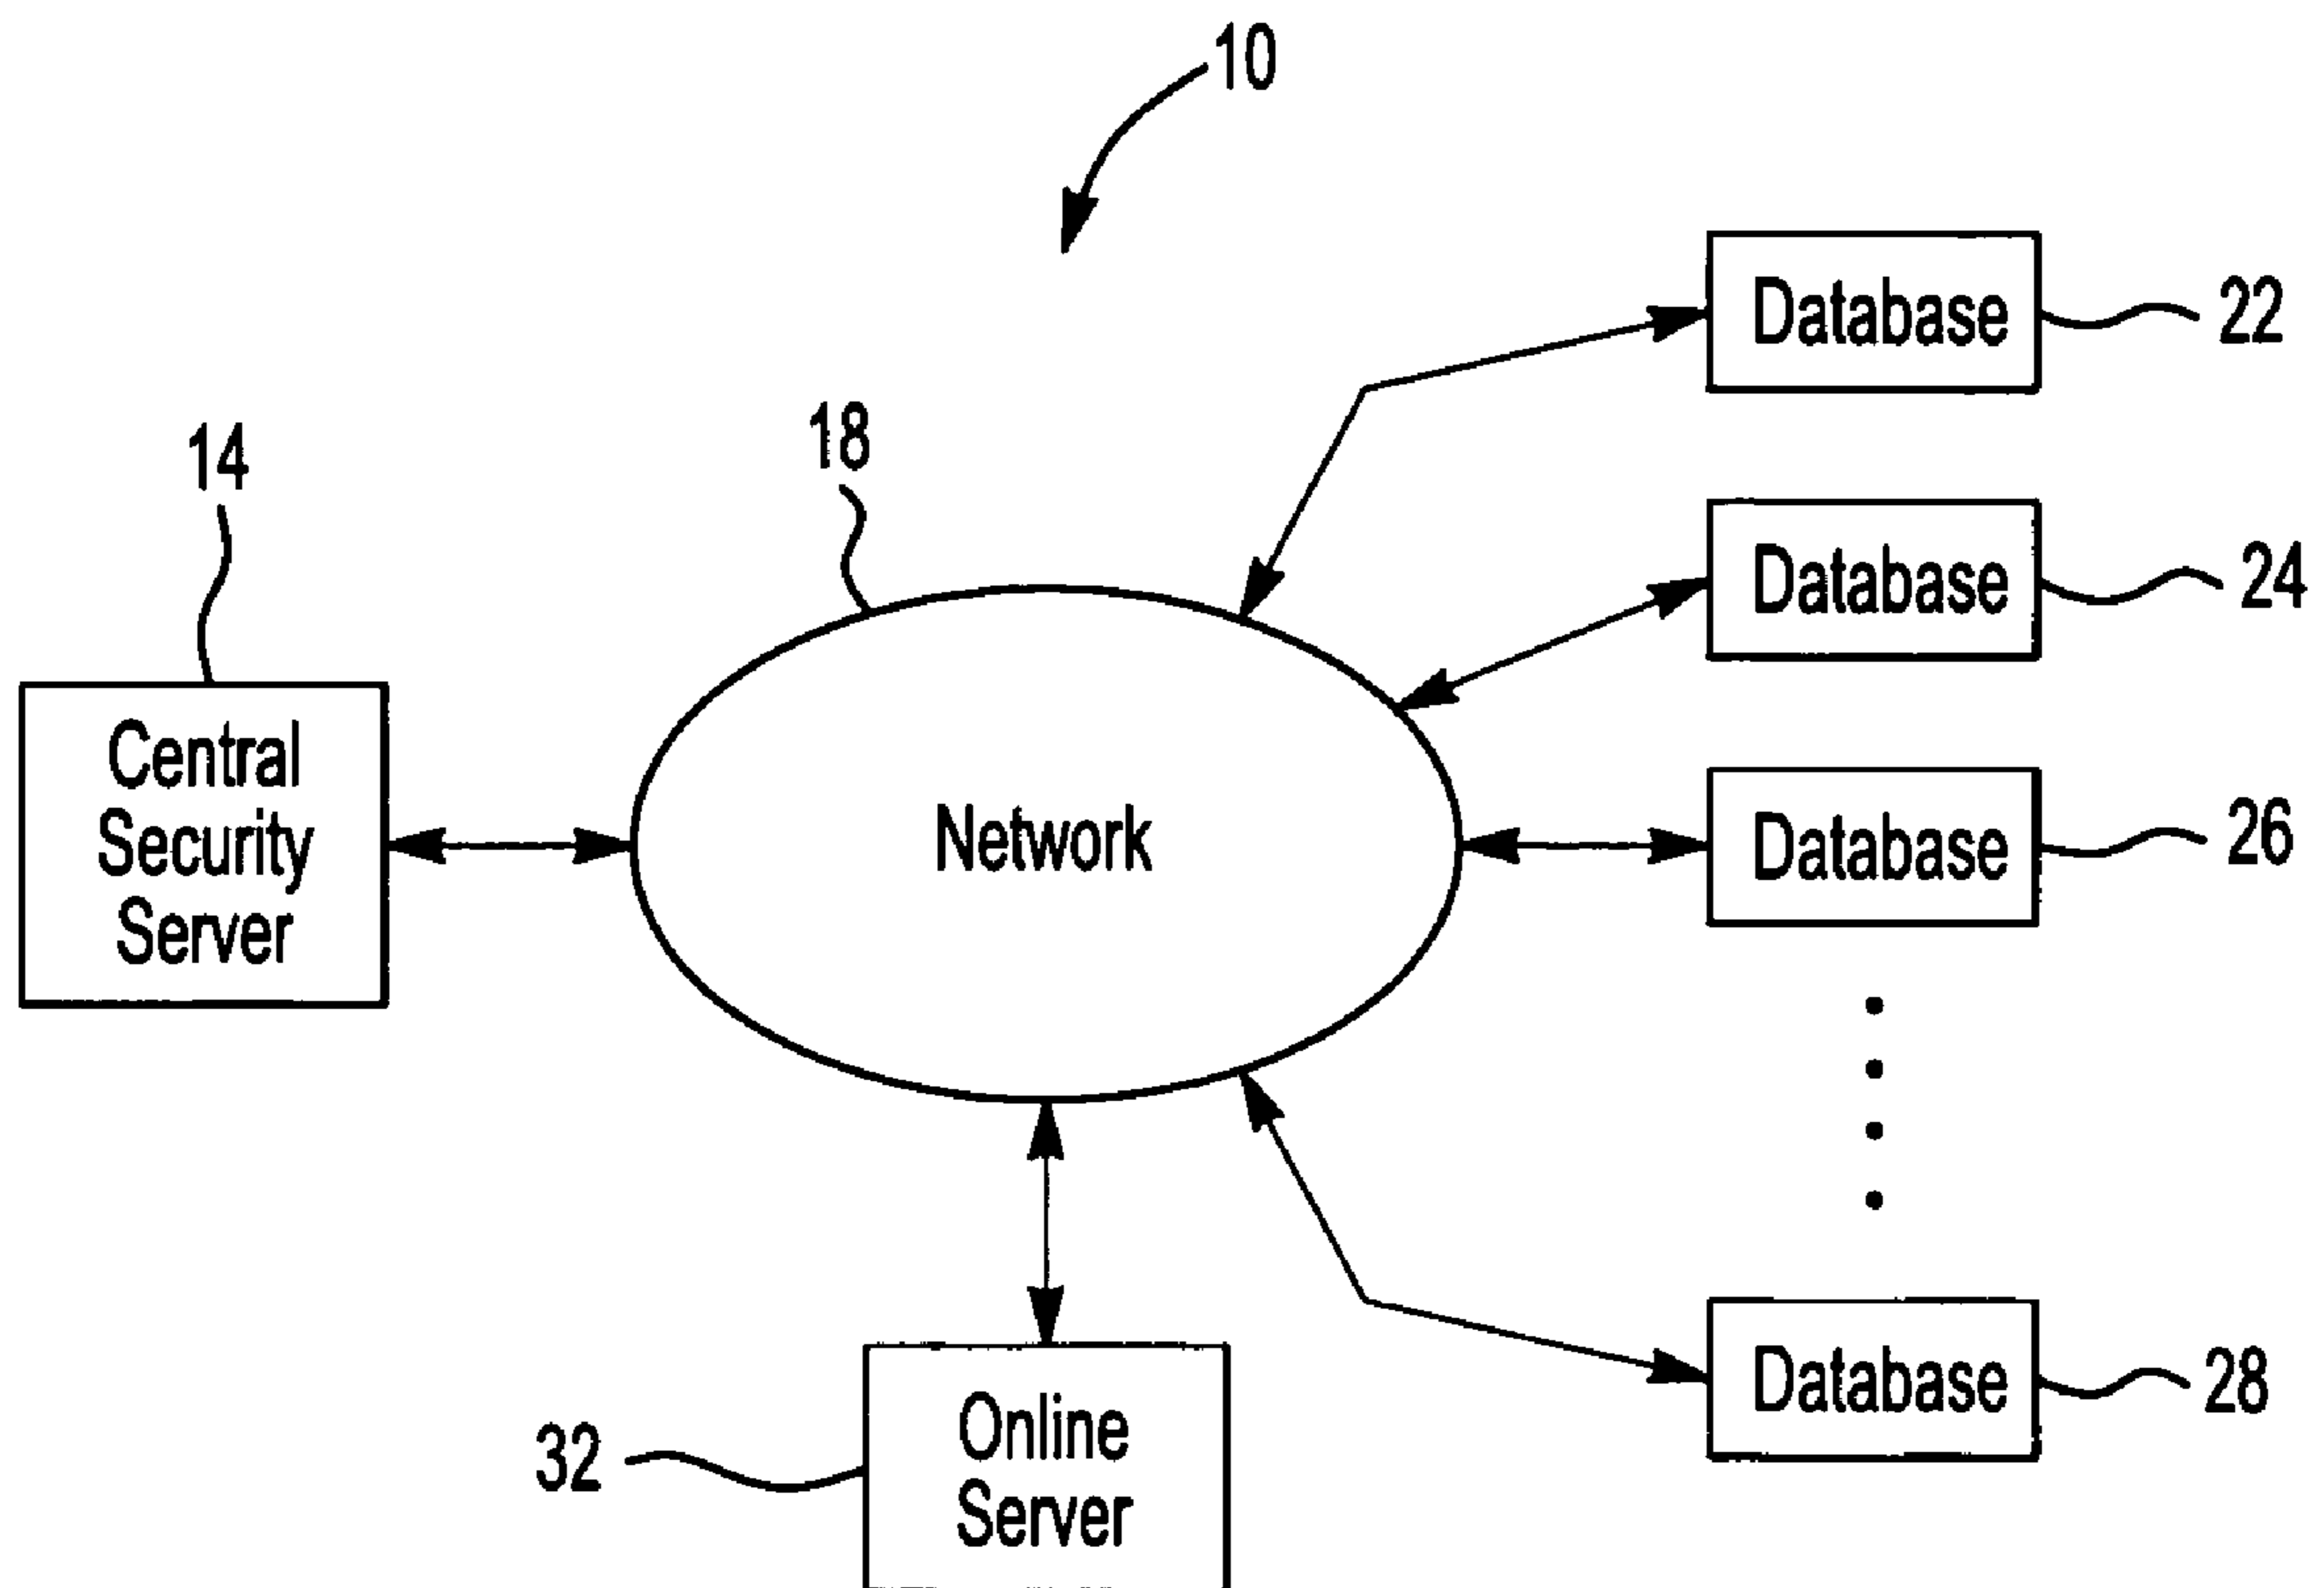 10
Database
22
18
14
Database
24
Central
Security
Server
Network
Database
26
Database
28
32
Online
Server